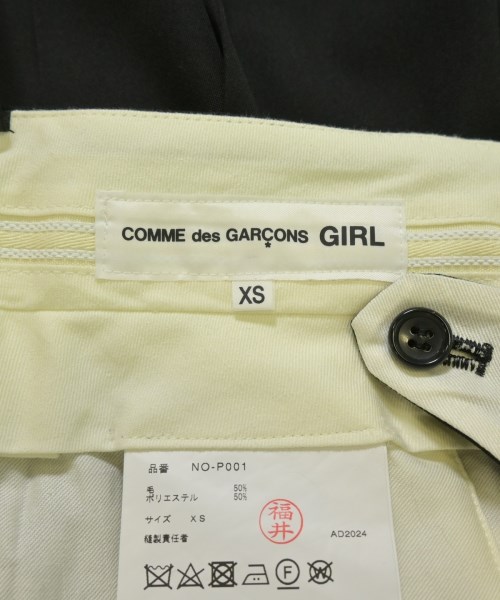 COMME des GARÇONS GIRL
XS
品番 NO-P001
毛 50%
ポリエステル 50%
サイズ XS
福井
縫製責任者 AD2024